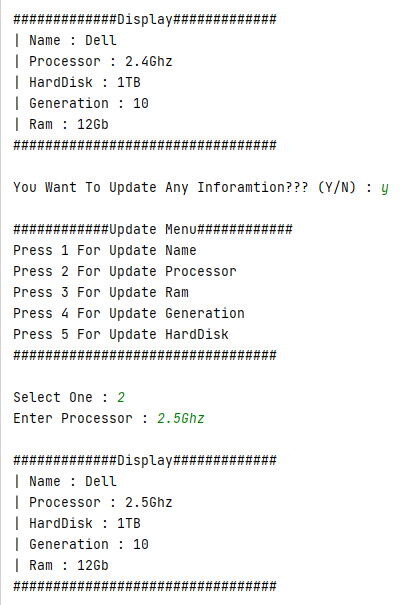 #############Display#############
| Name : Dell
| Processor : 2.4Ghz
| HardDisk : 1TB
| Generation : 10
| Ram : 12Gb
#################################
You Want To Update Any Inforamtion??? (Y/N) : y
############Update Menu############
Press 1 For Update Name
Press 2 For Update Processor
Press 3 For Update Ram
Press 4 For Update Generation
Press 5 For Update HardDisk
#################################
Select One : 2
Enter Processor : 2.5Ghz
#############Display#############
| Name : Dell
| Processor : 2.5Ghz
| HardDisk : 1TB
| Generation : 10
| Ram : 12Gb
#################################